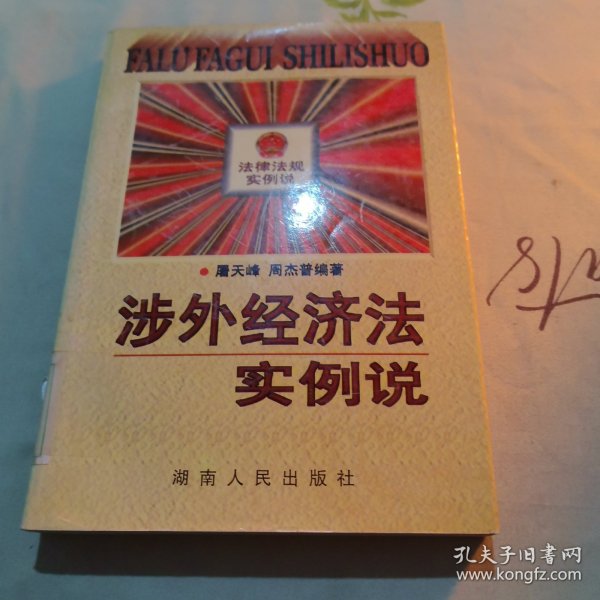 FALU FAGUI SHILISHUO
法律法规
实例说
屠天峰 周杰普编著
涉外经济法
实例说
湖南人民出版社
孔夫子旧书网
www.kongfz.com